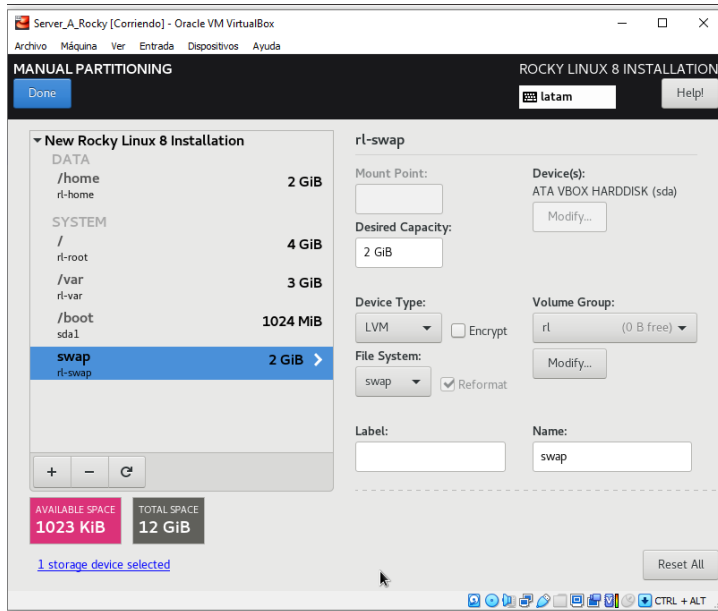 Server_A_Rocky [Corriendo] - Oracle VM VirtualBox
Archivo Máquina Ver Entrada Dispositivos Ayuda
MANUAL PARTITIONING
ROCKY LINUX 8 INSTALLATION
Done
latam
Help!
New Rocky Linux 8 Installation
DATA
/home
2 GiB
rl-home
SYSTEM
/
4 GiB
rl-root
/var
3 GiB
rl-var
/boot
1024 MiB
sda1
swap
2 GiB
rl-swap
+ −
AVAILABLE SPACE
1023 KiB
TOTAL SPACE
12 GiB
1 storage device selected
rl-swap
Mount Point:
Desired Capacity:
2 GiB
Device(s):
ATA VBOX HARDDISK (sda)
Modify...
Device Type:
LVM
Encrypt
Volume Group:
rl (0 B free)
File System:
swap
Reformat
Modify...
Label:
Name:
swap
Reset All
CTRL + ALT